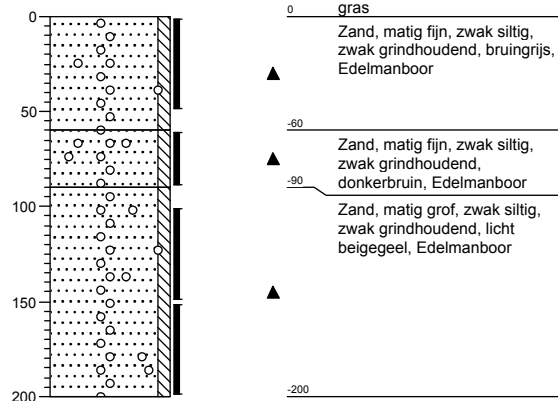 0
50
100
150
200
0
gras
Zand, matig fijn, zwak siltig,
zwak grindhoudend, bruingrijs,
Edelmanboor
-60
Zand, matig fijn, zwak siltig,
zwak grindhoudend,
donkerbruin, Edelmanboor
-90
Zand, matig grof, zwak siltig,
zwak grindhoudend, licht
beigegeel, Edelmanboor
-200